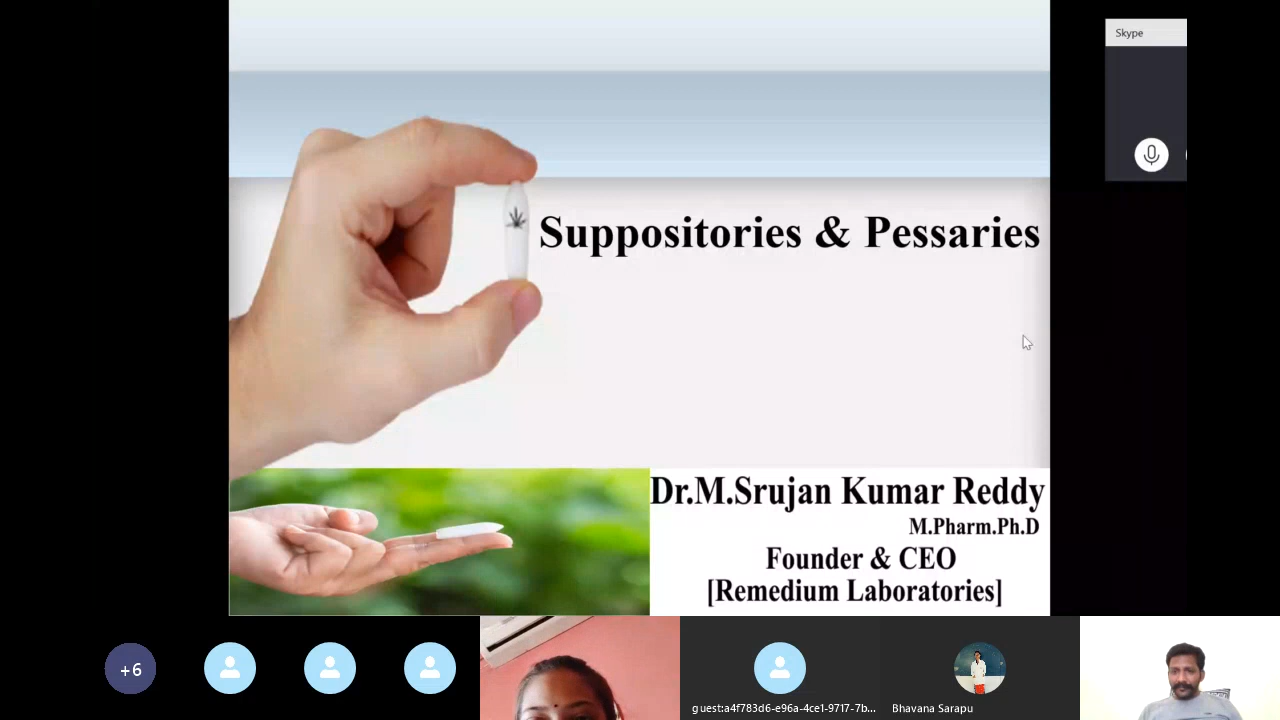 Skype
Suppositories & Pessaries
Dr.M.Srujan Kumar Reddy
M.Pharm.Ph.D
Founder & CEO
[Remedium Laboratories]
+6
guest:a4f783d6-e96a-4ce1-9717-7b...
Bhavana Sarapu